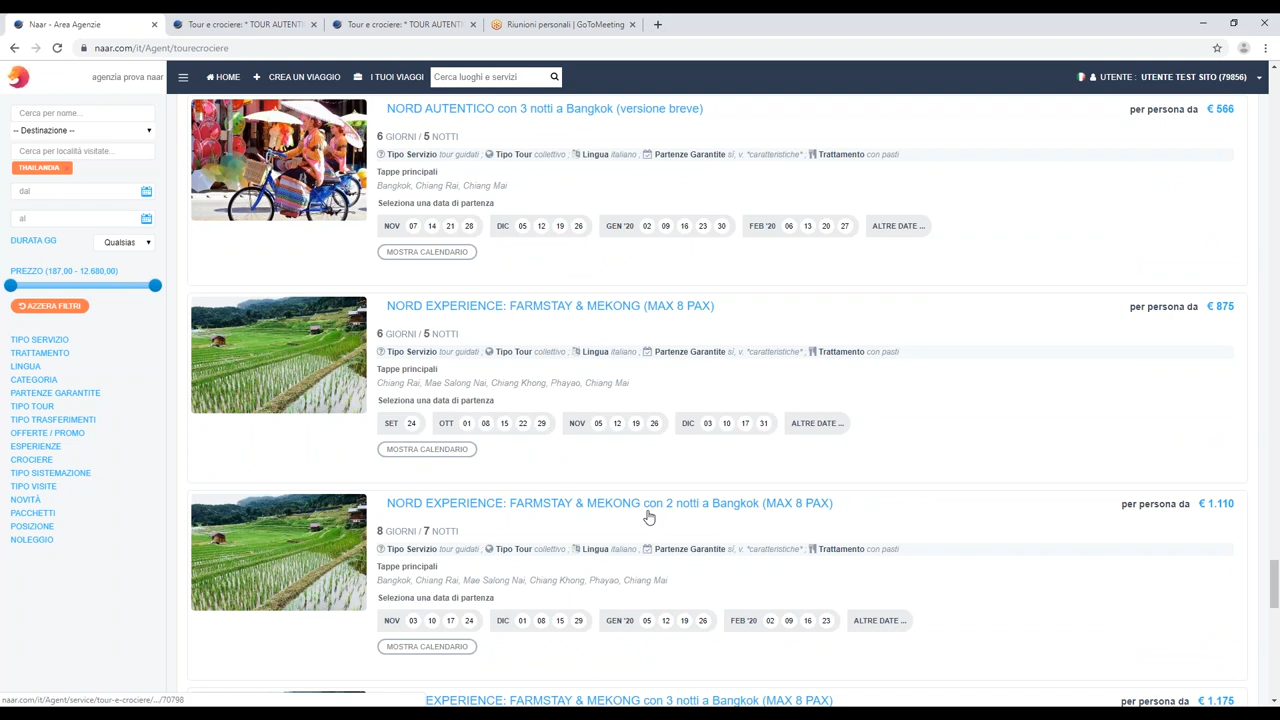 Naar - Area Agenzie
Tour e crociere: * TOUR AUTENTI
Tour e crociere: * TOUR AUTENTI
Riunioni personali | GoToMeeting
naar.com/it/Agent/tourecrociere
agenzia prova naar
HOME
CREA UN VIAGGIO
I TUOI VIAGGI
Cerca luoghi e servizi
UTENTE : UTENTE TEST SITO (79856)
Cerca per nome...
-- Destinazione --
Cerca per località visitate...
THAILANDIA
dal
al
DURATA GG
Qualsias
PREZZO (187,00 - 12.680,00)
AZZERA FILTRI
TIPO SERVIZIO
TRATTAMENTO
LINGUA
CATEGORIA
PARTENZE GARANTITE
TIPO TOUR
TIPO TRASFERIMENTI
OFFERTE / PROMO
ESPERIENZE
CROCIERE
TIPO SISTEMAZIONE
TIPO VISITE
NOVITÀ
PACCHETTI
POSIZIONE
NOLEGGIO
NORD AUTENTICO con 3 notti a Bangkok (versione breve)
per persona da € 566
6 GIORNI / 5 NOTTI
Tipo Servizio tour guidati , Tipo Tour collettivo ; Lingua italiano , Partenze Garantite sì, v. *caratteristiche* ; Trattamento con pasti
Tappe principali
Bangkok, Chiang Rai, Chiang Mai
Seleziona una data di partenza
NOV 07 14 21 28 DIC 05 12 19 26 GEN '20 02 09 16 23 30 FEB '20 06 13 20 27 ALTRE DATE ...
MOSTRA CALENDARIO
NORD EXPERIENCE: FARMSTAY & MEKONG (MAX 8 PAX)
per persona da € 875
6 GIORNI / 5 NOTTI
Tipo Servizio tour guidati , Tipo Tour collettivo ; Lingua italiano , Partenze Garantite sì, v. *caratteristiche* ; Trattamento con pasti
Tappe principali
Chiang Rai, Mae Salong Nai, Chiang Khong, Phayao, Chiang Mai
Seleziona una data di partenza
SET 24 OTT 01 08 15 22 29 NOV 05 12 19 26 DIC 03 10 17 31 ALTRE DATE ...
MOSTRA CALENDARIO
NORD EXPERIENCE: FARMSTAY & MEKONG con 2 notti a Bangkok (MAX 8 PAX)
per persona da € 1.110
8 GIORNI / 7 NOTTI
Tipo Servizio tour guidati , Tipo Tour collettivo ; Lingua italiano , Partenze Garantite sì, v. *caratteristiche* ; Trattamento con pasti
Tappe principali
Bangkok, Chiang Rai, Mae Salong Nai, Chiang Khong, Phayao, Chiang Mai
Seleziona una data di partenza
NOV 03 10 17 24 DIC 01 08 15 29 GEN '20 05 12 19 26 FEB '20 02 09 16 23 ALTRE DATE ...
MOSTRA CALENDARIO
EXPERIENCE: FARMSTAY & MEKONG con 3 notti a Bangkok (MAX 8 PAX)
per persona da € 1.175
naar.com/it/Agent/service/tour-e-crociere/.../70798